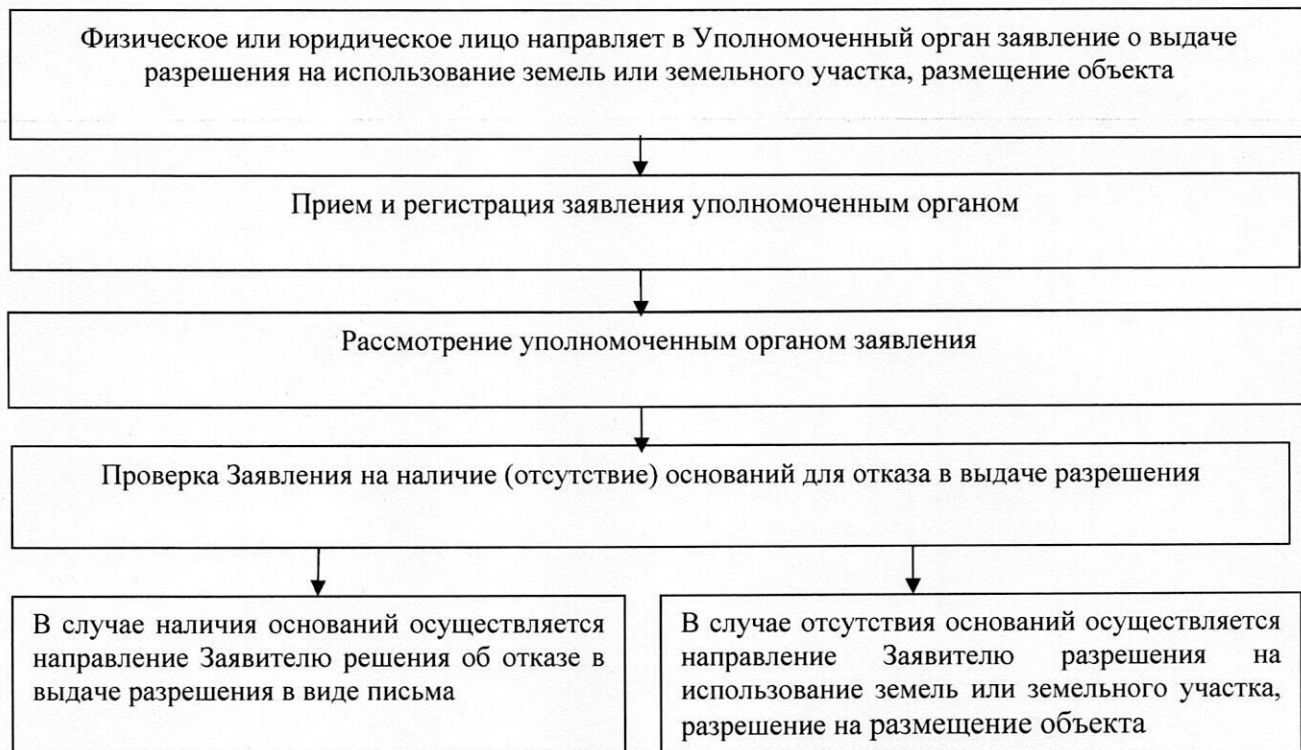 Физическое или юридическое лицо направляет в Уполномоченный орган заявление о выдаче
разрешения на использование земель или земельного участка, размещение объекта
Прием и регистрация заявления уполномоченным органом
Рассмотрение уполномоченным органом заявления
Проверка Заявления на наличие (отсутствие) оснований для отказа в выдаче разрешения
В случае наличия оснований осуществляется
направление Заявителю решения об отказе в
выдаче разрешения в виде письма
В случае отсутствия оснований осуществляется
направление Заявителю разрешения на
использование земель или земельного участка,
разрешение на размещение объекта